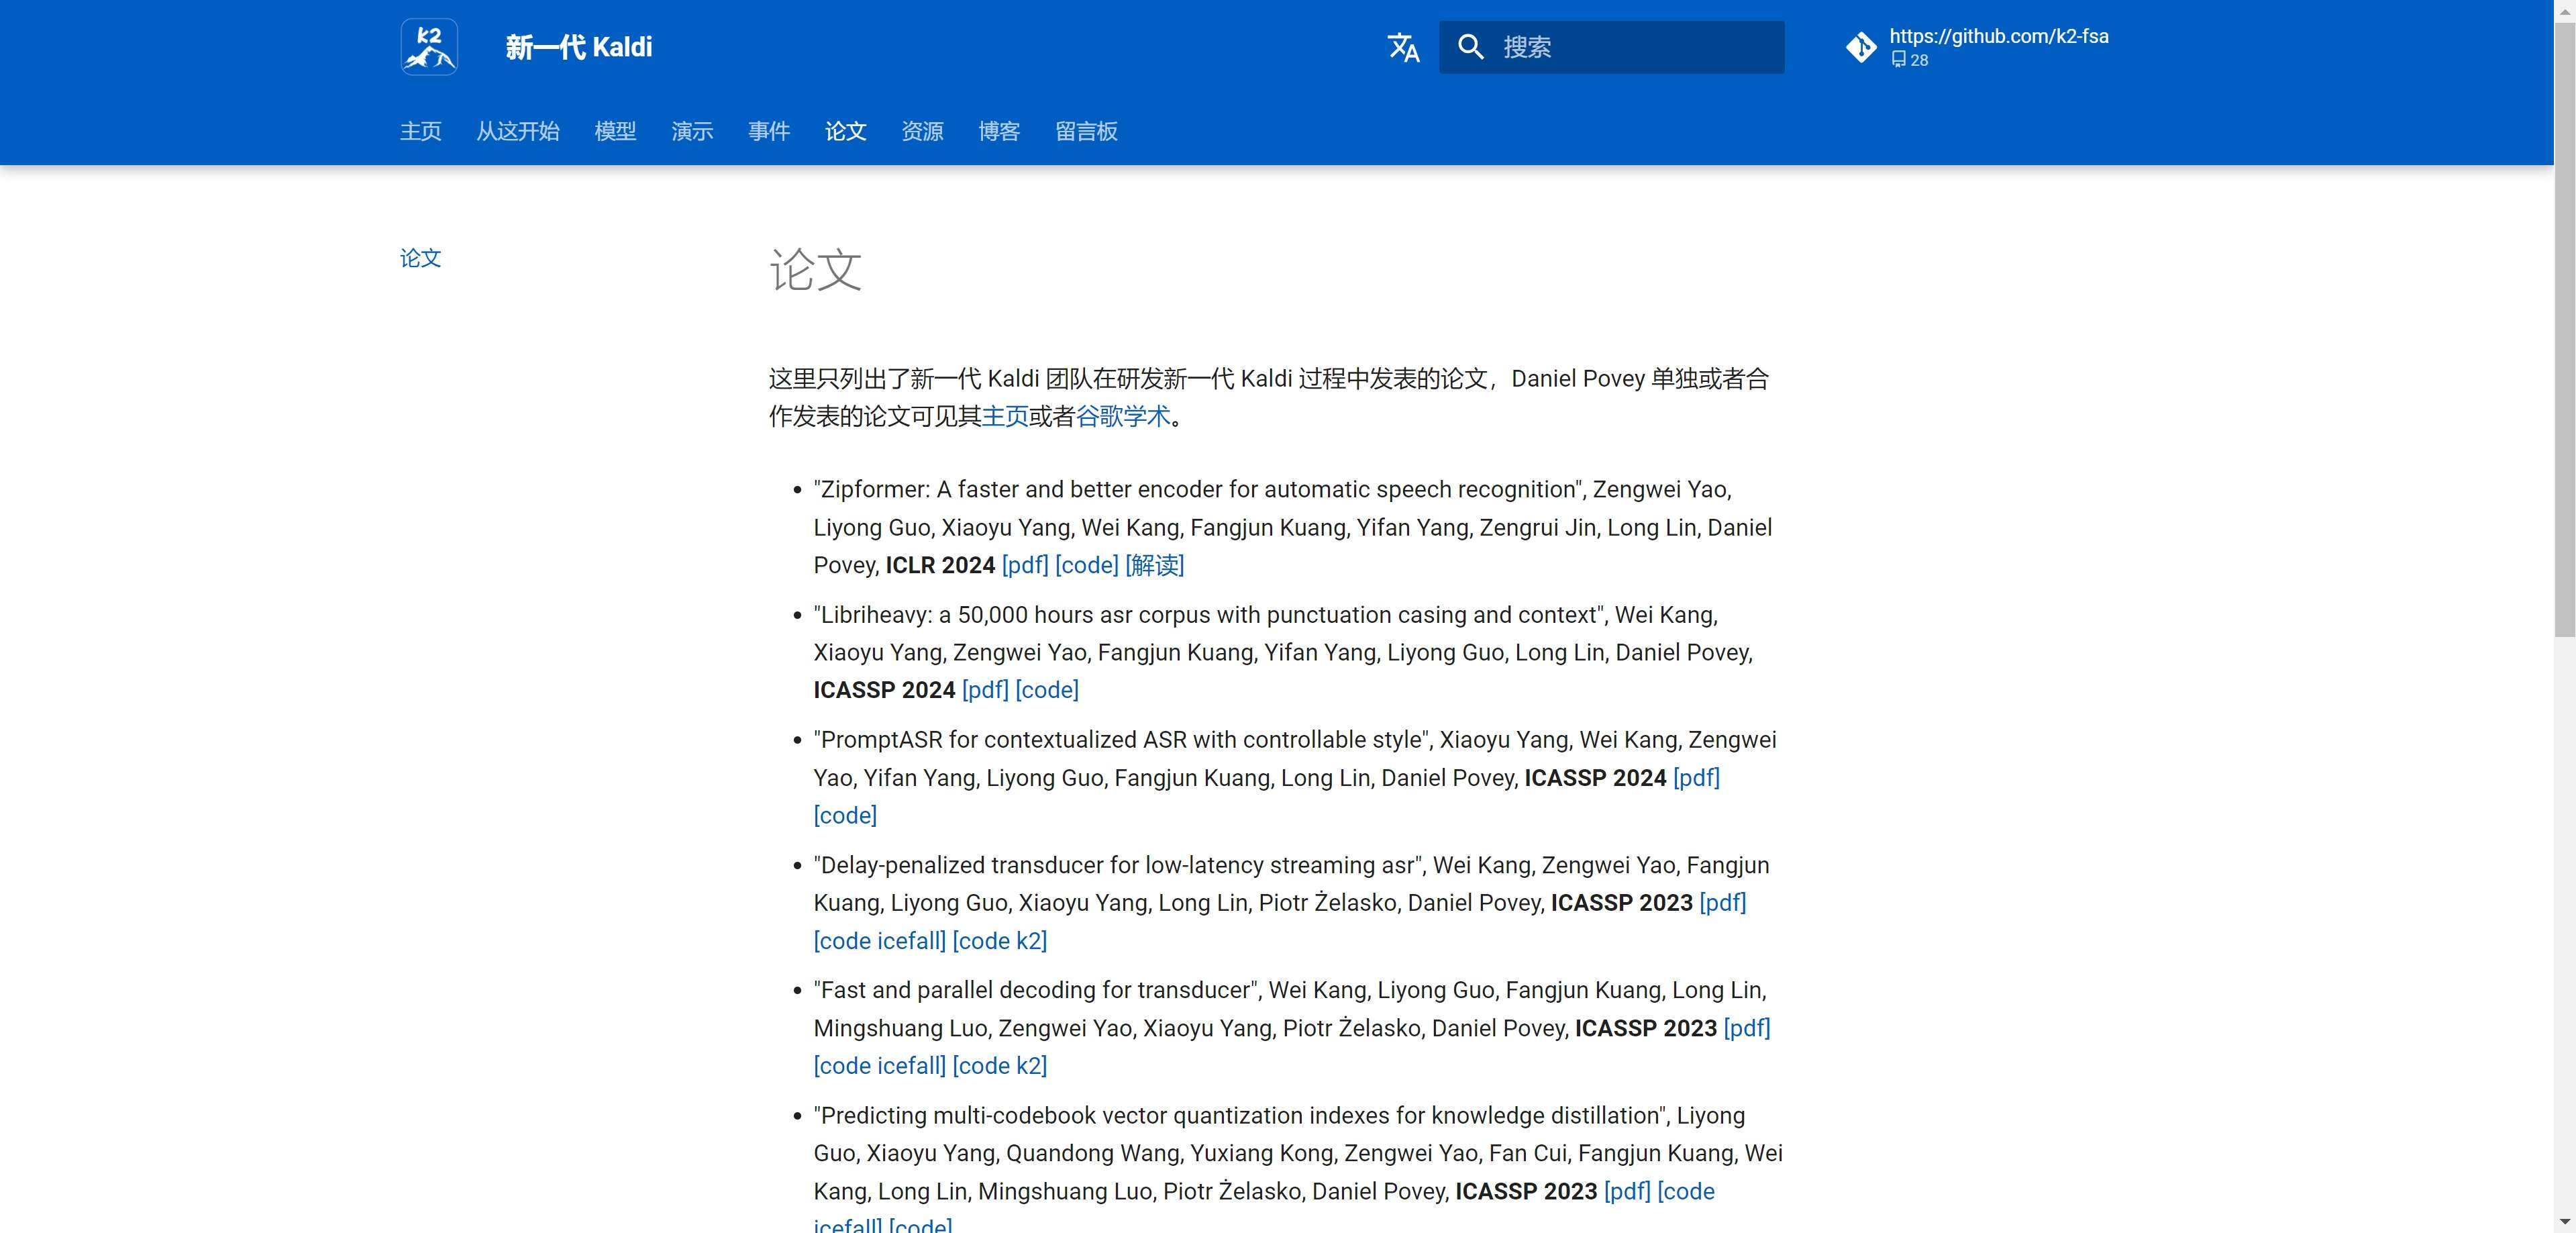 k2
新一代 Kaldi
搜索
https://github.com/k2-fsa
28
主页 从这开始 模型 演示 事件 论文 资源 博客 留言板
论文
论文
这里只列出了新一代 Kaldi 团队在研发新一代 Kaldi 过程中发表的论文，Daniel Povey 单独或者合
作发表的论文可见其主页或者谷歌学术。
"Zipformer: A faster and better encoder for automatic speech recognition", Zengwei Yao,
Liyong Guo, Xiaoyu Yang, Wei Kang, Fangjun Kuang, Yifan Yang, Zengrui Jin, Long Lin, Daniel
Povey, ICLR 2024 [pdf] [code] [解读]
"Libriheavy: a 50,000 hours asr corpus with punctuation casing and context", Wei Kang,
Xiaoyu Yang, Zengwei Yao, Fangjun Kuang, Yifan Yang, Liyong Guo, Long Lin, Daniel Povey,
ICASSP 2024 [pdf] [code]
"PromptASR for contextualized ASR with controllable style", Xiaoyu Yang, Wei Kang, Zengwei
Yao, Yifan Yang, Liyong Guo, Fangjun Kuang, Long Lin, Daniel Povey, ICASSP 2024 [pdf]
[code]
"Delay-penalized transducer for low-latency streaming asr", Wei Kang, Zengwei Yao, Fangjun
Kuang, Liyong Guo, Xiaoyu Yang, Long Lin, Piotr Żelasko, Daniel Povey, ICASSP 2023 [pdf]
[code icefall] [code k2]
"Fast and parallel decoding for transducer", Wei Kang, Liyong Guo, Fangjun Kuang, Long Lin,
Mingshuang Luo, Zengwei Yao, Xiaoyu Yang, Piotr Żelasko, Daniel Povey, ICASSP 2023 [pdf]
[code icefall] [code k2]
"Predicting multi-codebook vector quantization indexes for knowledge distillation", Liyong
Guo, Xiaoyu Yang, Quandong Wang, Yuxiang Kong, Zengwei Yao, Fan Cui, Fangjun Kuang, Wei
Kang, Long Lin, Mingshuang Luo, Piotr Żelasko, Daniel Povey, ICASSP 2023 [pdf] [code
icefall] [code]